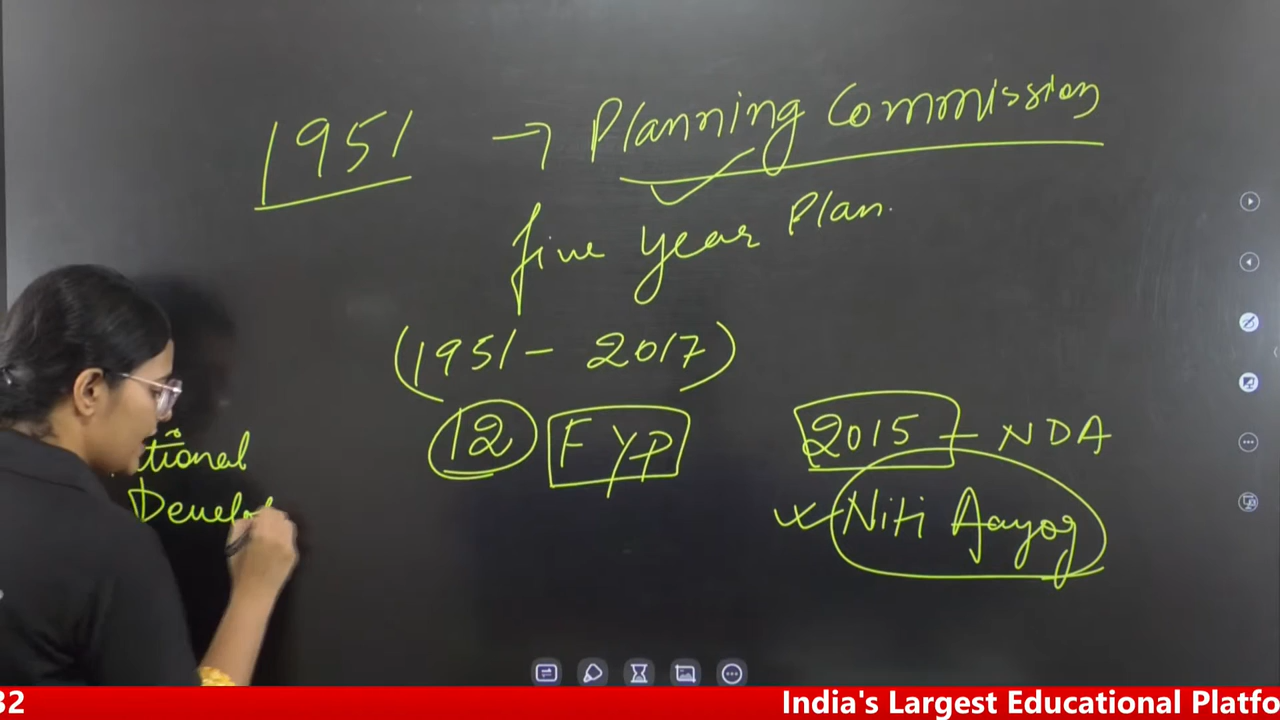 1951 → Planning Commission
five year Plan.
(1951 - 2017)
12 FYP
2015 - NDA
Niti Aayog
tional
Develo
32
India's Largest Educational Platfo